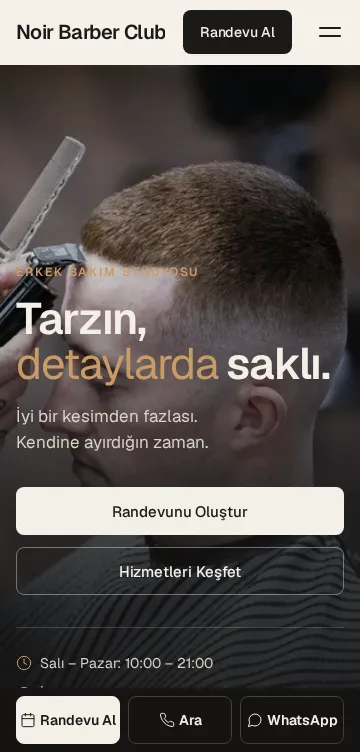 Noir Barber Club
Randevu Al
ERKEK BAKIM STÜDYOSU
Tarzın,
detaylarda saklı.
İyi bir kesimden fazlası.
Kendine ayırdığın zaman.
Randevunu Oluştur
Hizmetleri Keşfet
Salı – Pazar: 10:00 – 21:00
Randevu Al
Ara
WhatsApp